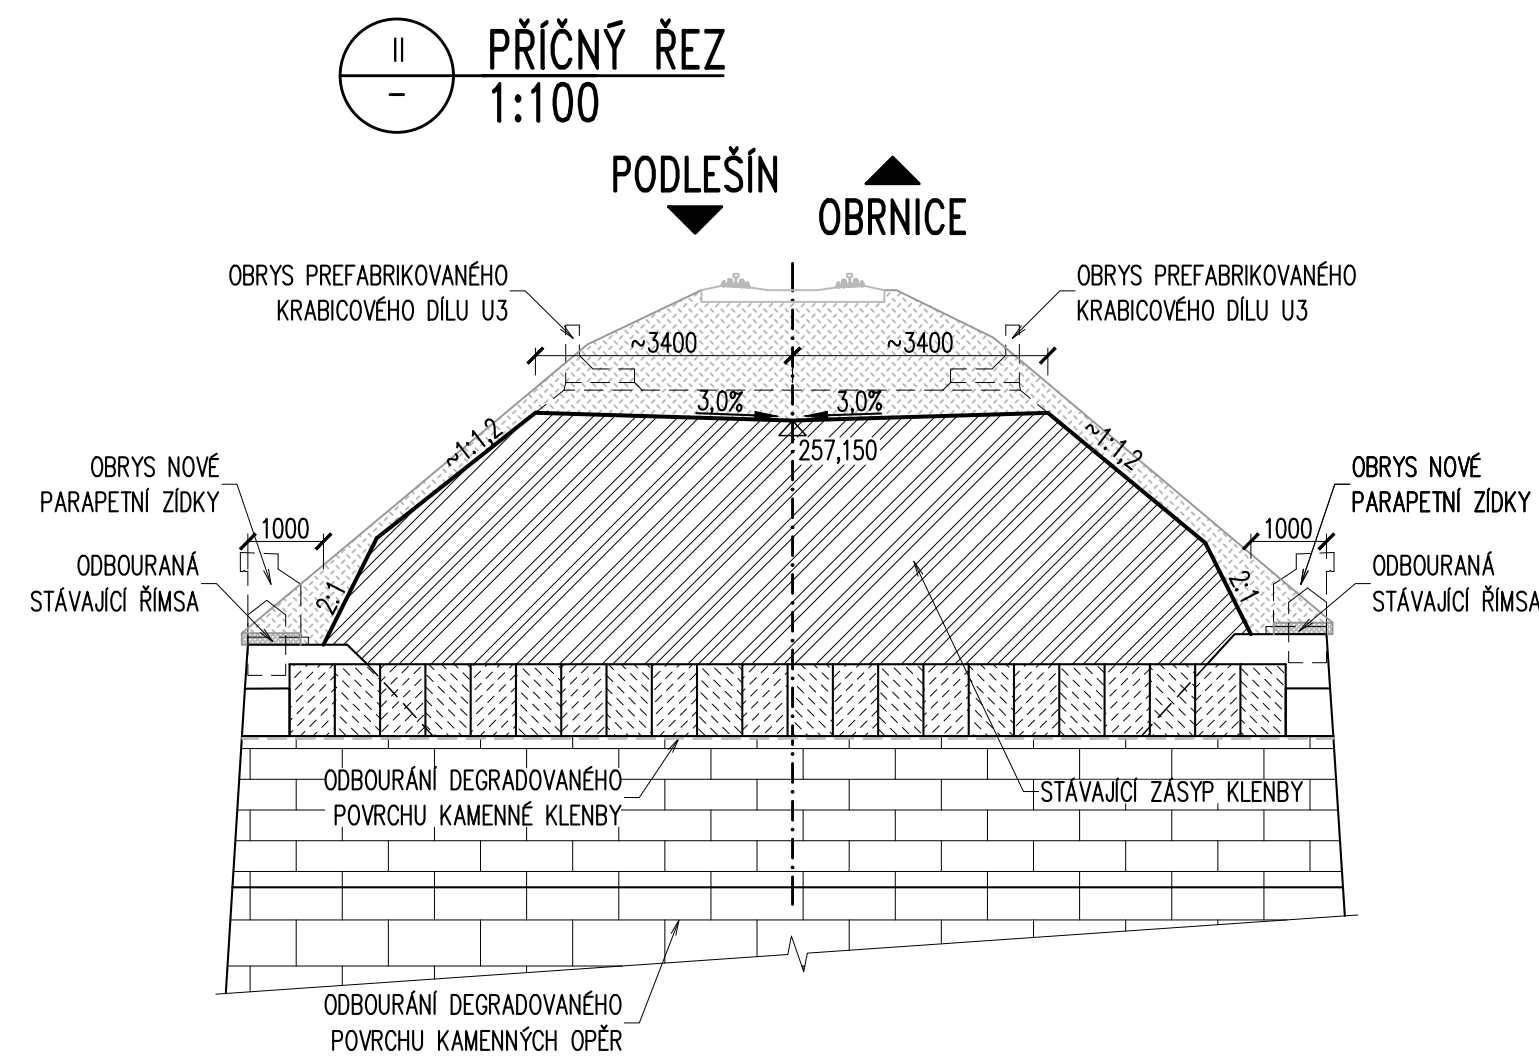 II
PŘÍČNÝ ŘEZ
–
1:100
PODLEŠÍN
OBRNICE
OBRYS PREFABRIKOVANÉHO
KRABICOVÉHO DÍLU U3
OBRYS PREFABRIKOVANÉHO
KRABICOVÉHO DÍLU U3
~3400
~3400
3,0%
3,0%
257,150
~1:1,2
~1:1,2
OBRYS NOVÉ
PARAPETNÍ ZÍDKY
OBRYS NOVÉ
PARAPETNÍ ZÍDKY
1000
1000
ODBOURANÁ
STÁVAJÍCÍ ŘÍMSA
ODBOURANÁ
STÁVAJÍCÍ ŘÍMSA
2:1
2:1
ODBOURÁNÍ DEGRADOVANÉHO
POVRCHU KAMENNÉ KLENBY
STÁVAJÍCÍ ZÁSYP KLENBY
ODBOURÁNÍ DEGRADOVANÉHO
POVRCHU KAMENNÝCH OPĚR